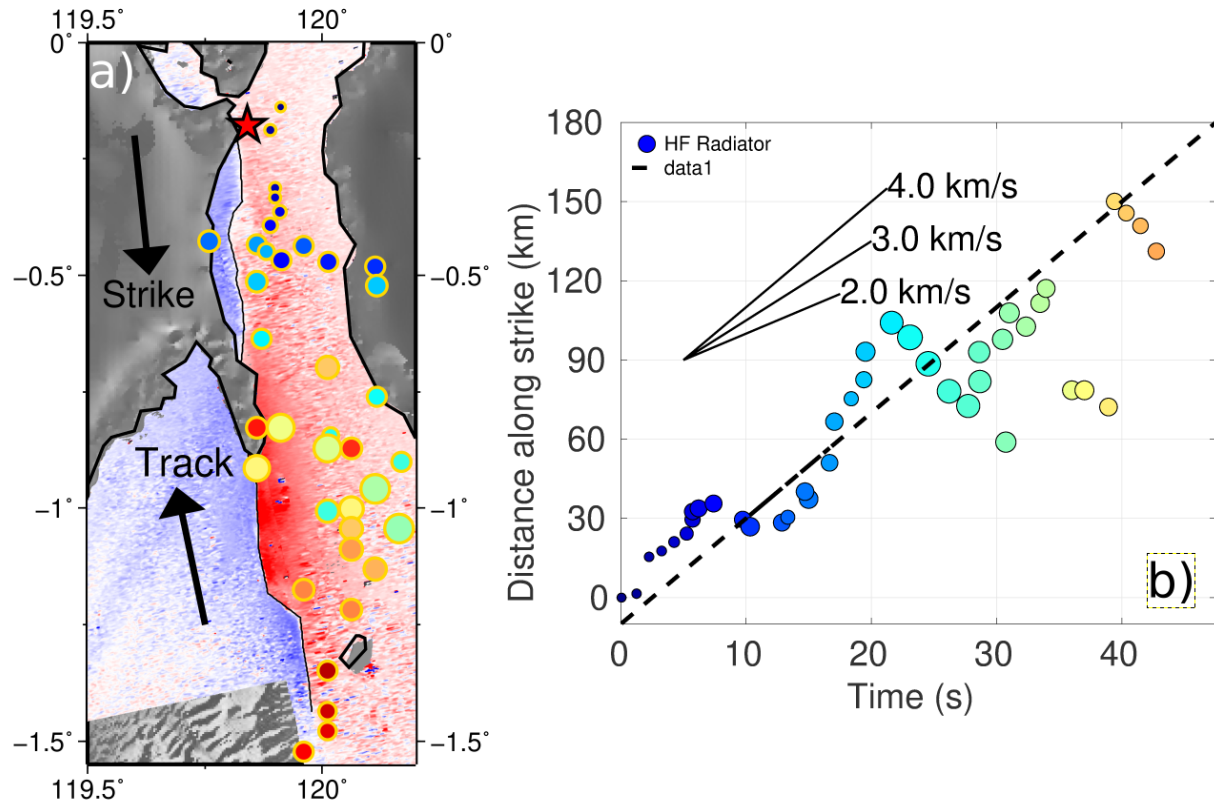 119.5° 120°
a)
0° 0°
Strike
−0.5° −0.5°
Track
−1° −1°
−1.5° −1.5°
119.5° 120°
HF Radiator
data1
4.0 km/s
3.0 km/s
2.0 km/s
Distance along strike (km)
180
150
120
90
60
30
0
b)
0 10 20 30 40
Time (s)